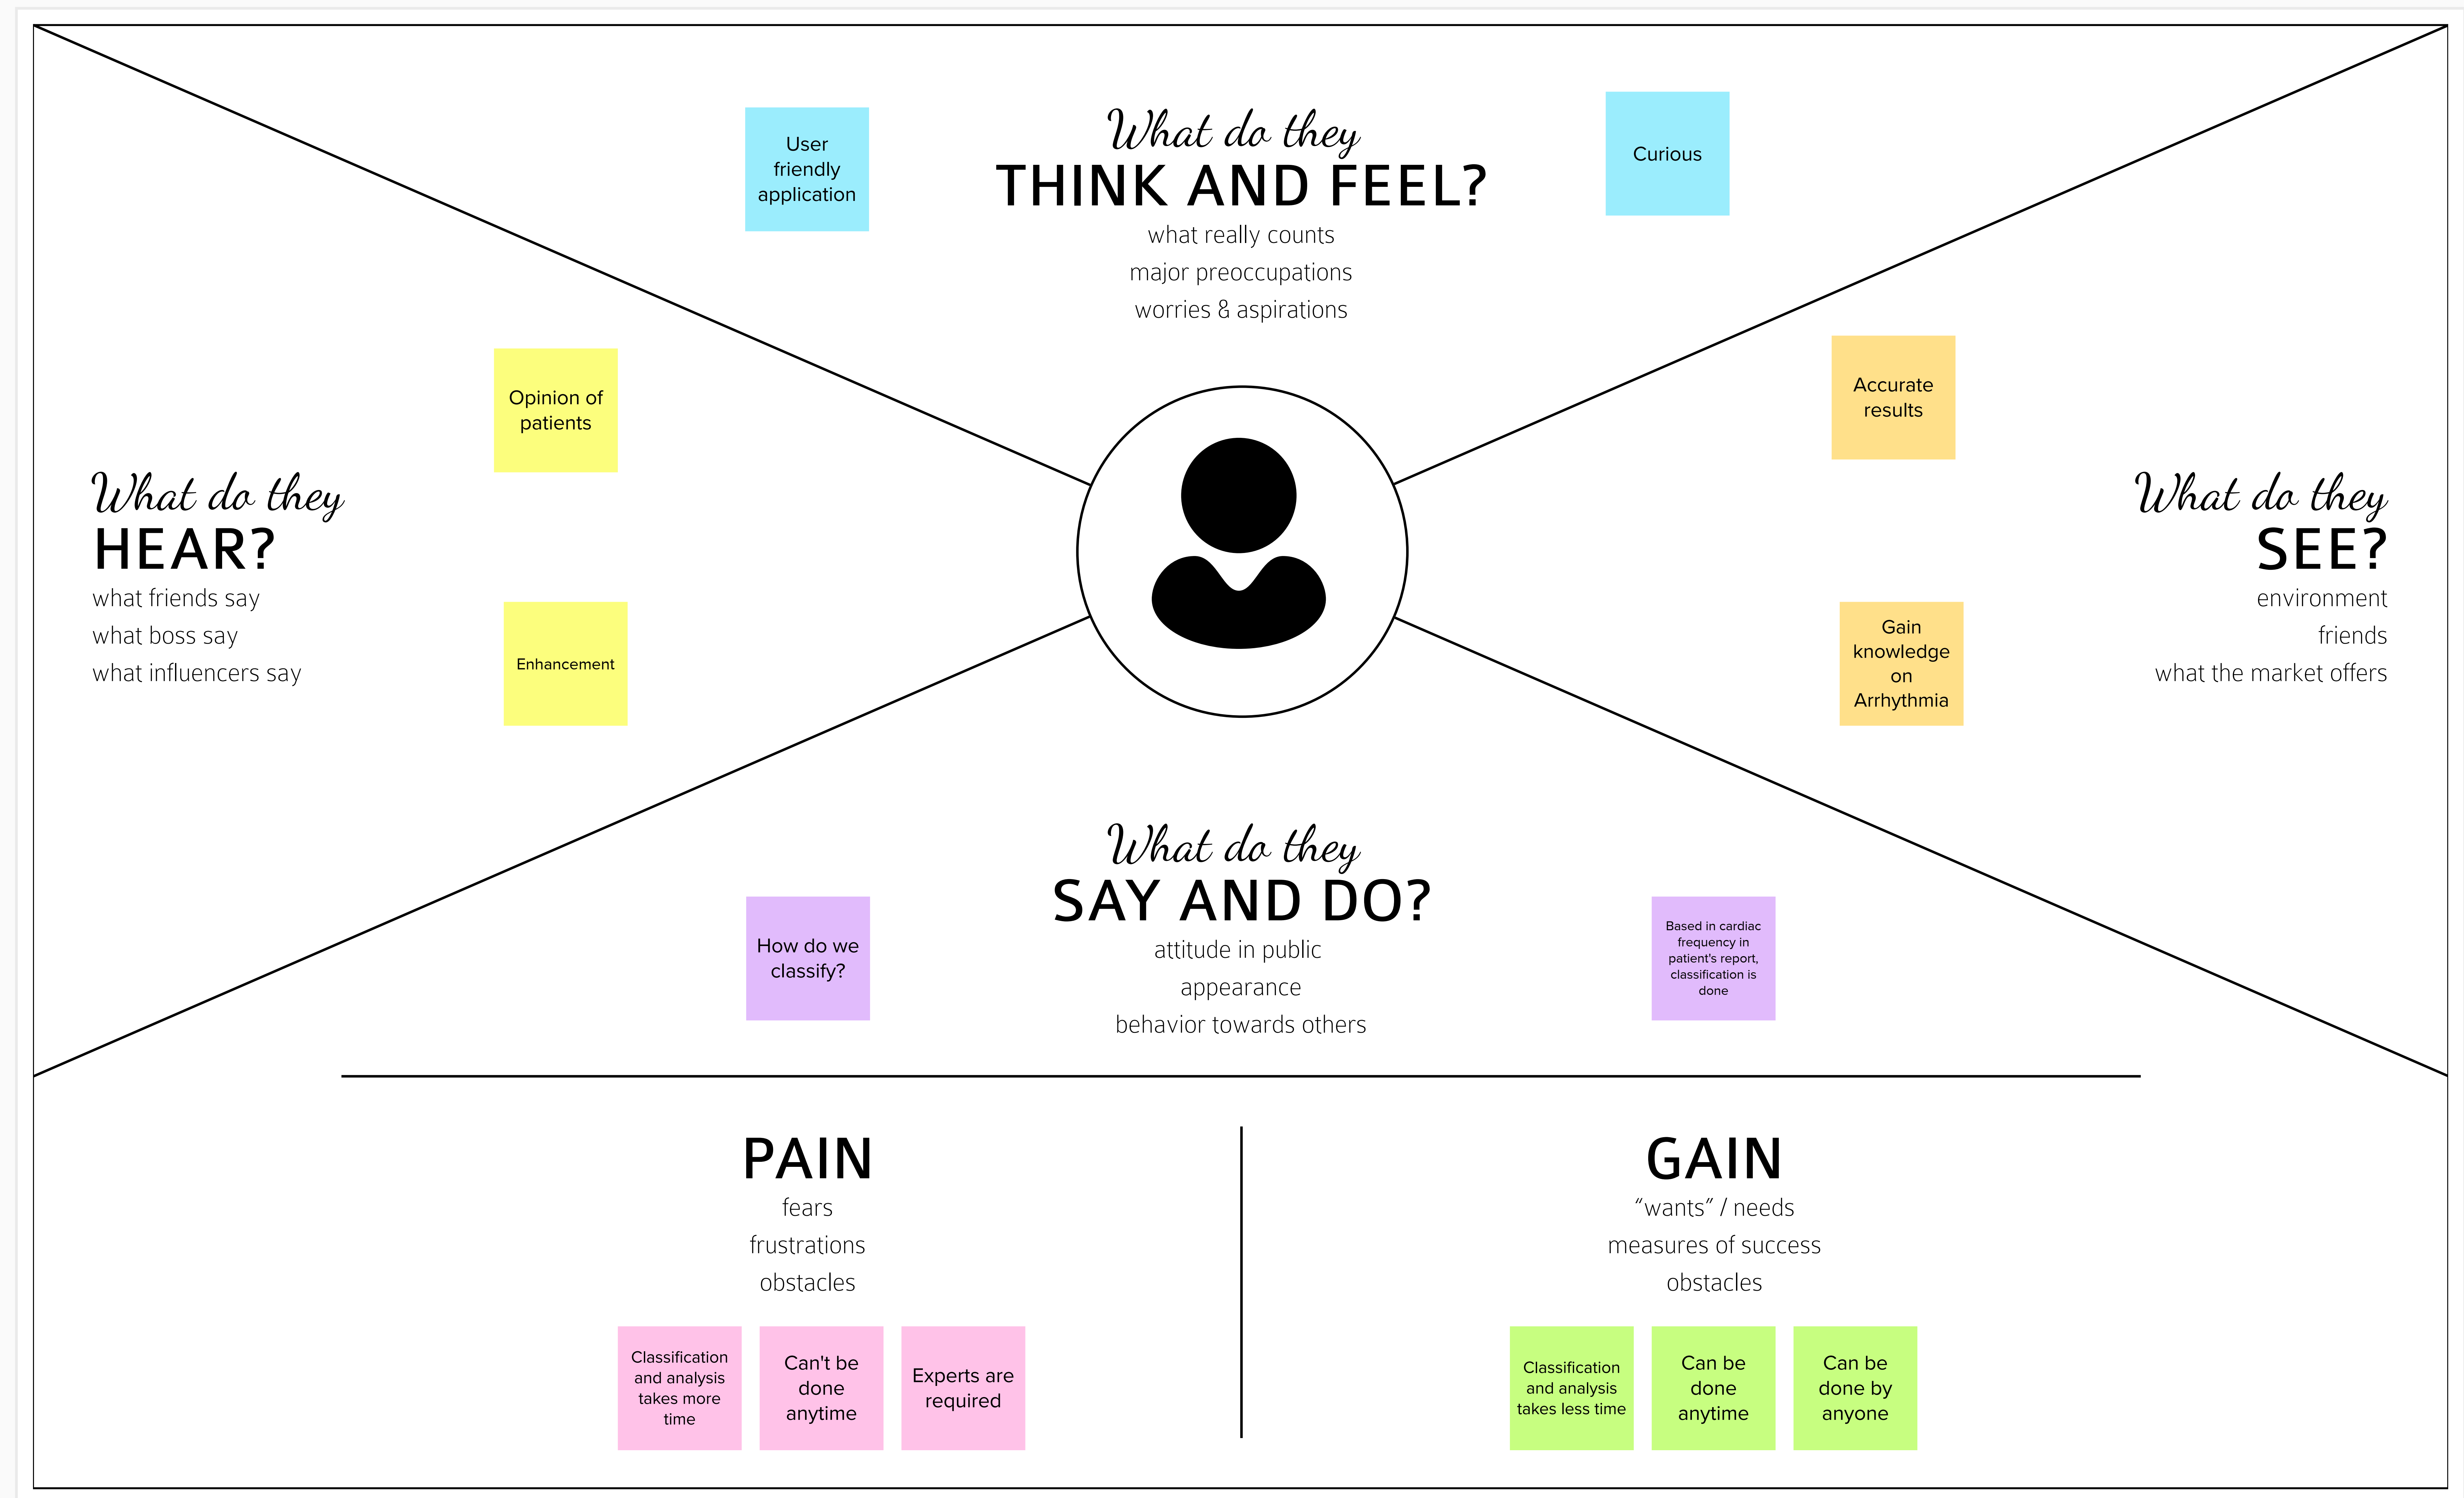 What do they
THINK AND FEEL?
what really counts
major preoccupations
worries & aspirations
User
friendly
application
Curious
What do they
HEAR?
what friends say
what boss say
what influencers say
Opinion of
patients
Enhancement
What do they
SEE?
environment
friends
what the market offers
Accurate
results
Gain
knowledge
on
Arrhythmia
What do they
SAY AND DO?
attitude in public
appearance
behavior towards others
How do we
classify?
Based in cardiac
frequency in
patient's report,
classification is
done
PAIN
fears
frustrations
obstacles
Classification
and analysis
takes more
time
Can't be
done
anytime
Experts are
required
GAIN
“wants” / needs
measures of success
obstacles
Classification
and analysis
takes less time
Can be
done
anytime
Can be
done by
anyone